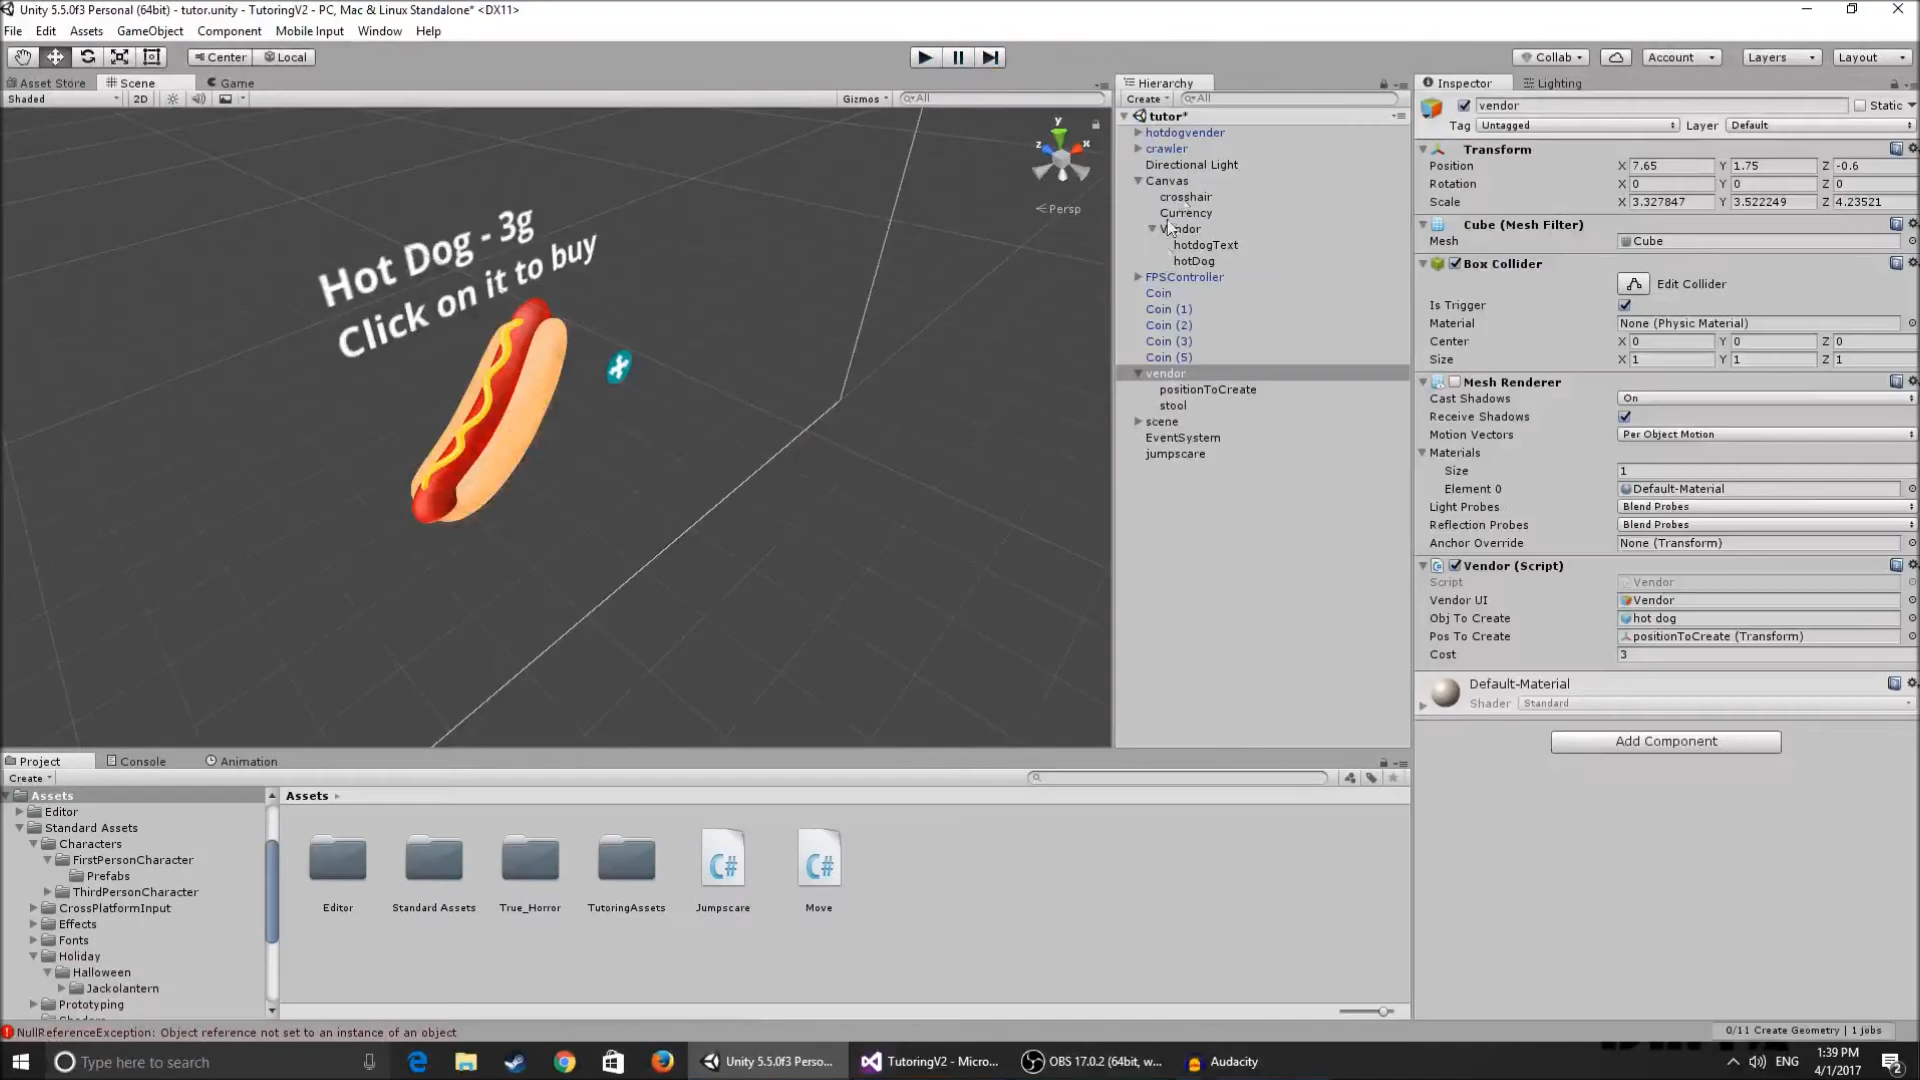 Unity 5.5.0f3 Personal (64bit) - tutor.unity - TutoringV2 - PC, Mac & Linux Standalone* <DX11>
File Edit Assets GameObject Component Mobile Input Window Help
Center Local Collab Account Layers Layout
Asset Store Scene Game
Shaded 2D Gizmos All
y
z x
Persp
Hot Dog - 3g
Click on it to buy
Hierarchy
Create All
tutor*
hotdogvender
crawler
Directional Light
Canvas
crosshair
Currency
hotdogText
hotDog
FPSController
Coin
Coin (1)
Coin (2)
Coin (3)
Coin (5)
vendor
positionToCreate
stool
scene
EventSystem
jumpscare
Inspector Lighting
vendor Static
Tag Untagged Layer Default
Transform
Position X 7.65 Y 1.75 Z -0.6
Rotation X 0 Y 0 Z 0
Scale X 3.327847 Y 3.522249 Z 4.23521
Cube (Mesh Filter)
Mesh Cube
Box Collider
Edit Collider
Is Trigger
Material None (Physic Material)
Center X 0 Y 0 Z 0
Size X 1 Y 1 Z 1
Mesh Renderer
Cast Shadows On
Receive Shadows
Motion Vectors Per Object Motion
Materials
Size 1
Element 0 Default-Material
Light Probes Blend Probes
Reflection Probes Blend Probes
Anchor Override None (Transform)
Vendor (Script)
Script Vendor
Vendor UI Vendor
Obj To Create hot dog
Pos To Create positionToCreate (Transform)
Cost 3
Default-Material
Shader Standard
Add Component
Project Console Animation
Create
Assets
Editor
Standard Assets
Characters
FirstPersonCharacter
Prefabs
ThirdPersonCharacter
CrossPlatformInput
Effects
Fonts
Holiday
Halloween
Jackolantern
Prototyping
Assets
C# C#
Editor Standard Assets True_Horror TutoringAssets Jumpscare Move
NullReferenceException: Object reference not set to an instance of an object
0/11 Create Geometry | 1 jobs
Type here to search
Unity 5.5.0f3 Perso...
TutoringV2 - Micro...
OBS 17.0.2 (64bit, w...
Audacity
ENG
1:39 PM
4/1/2017
2